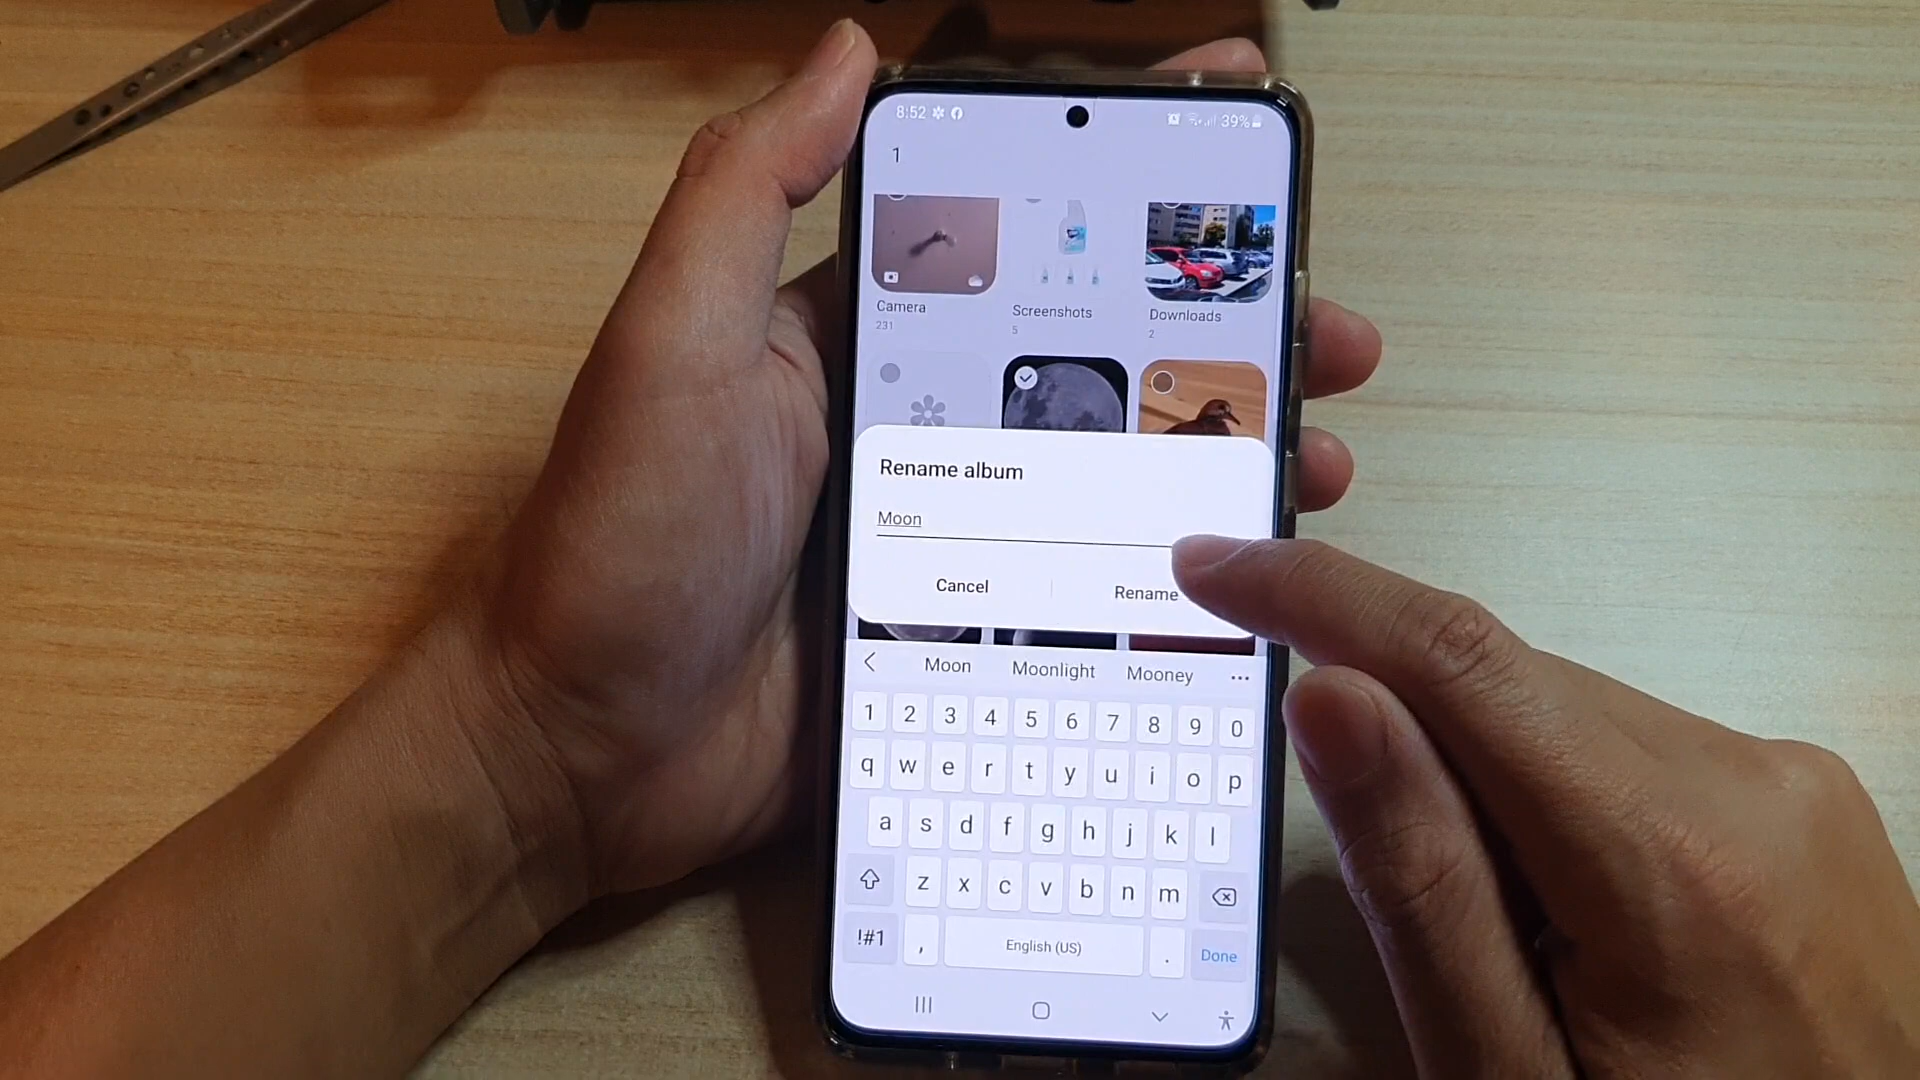 8:52 39%
1
Camera Screenshots Downloads
231 5 2
Rename album
Moon
Cancel Rename
Moon Moonlight Mooney ...
1 2 3 4 5 6 7 8 9 0
q w e r t y u i o p
a s d f g h j k l
z x c v b n m
!#1 , English (US) . Done